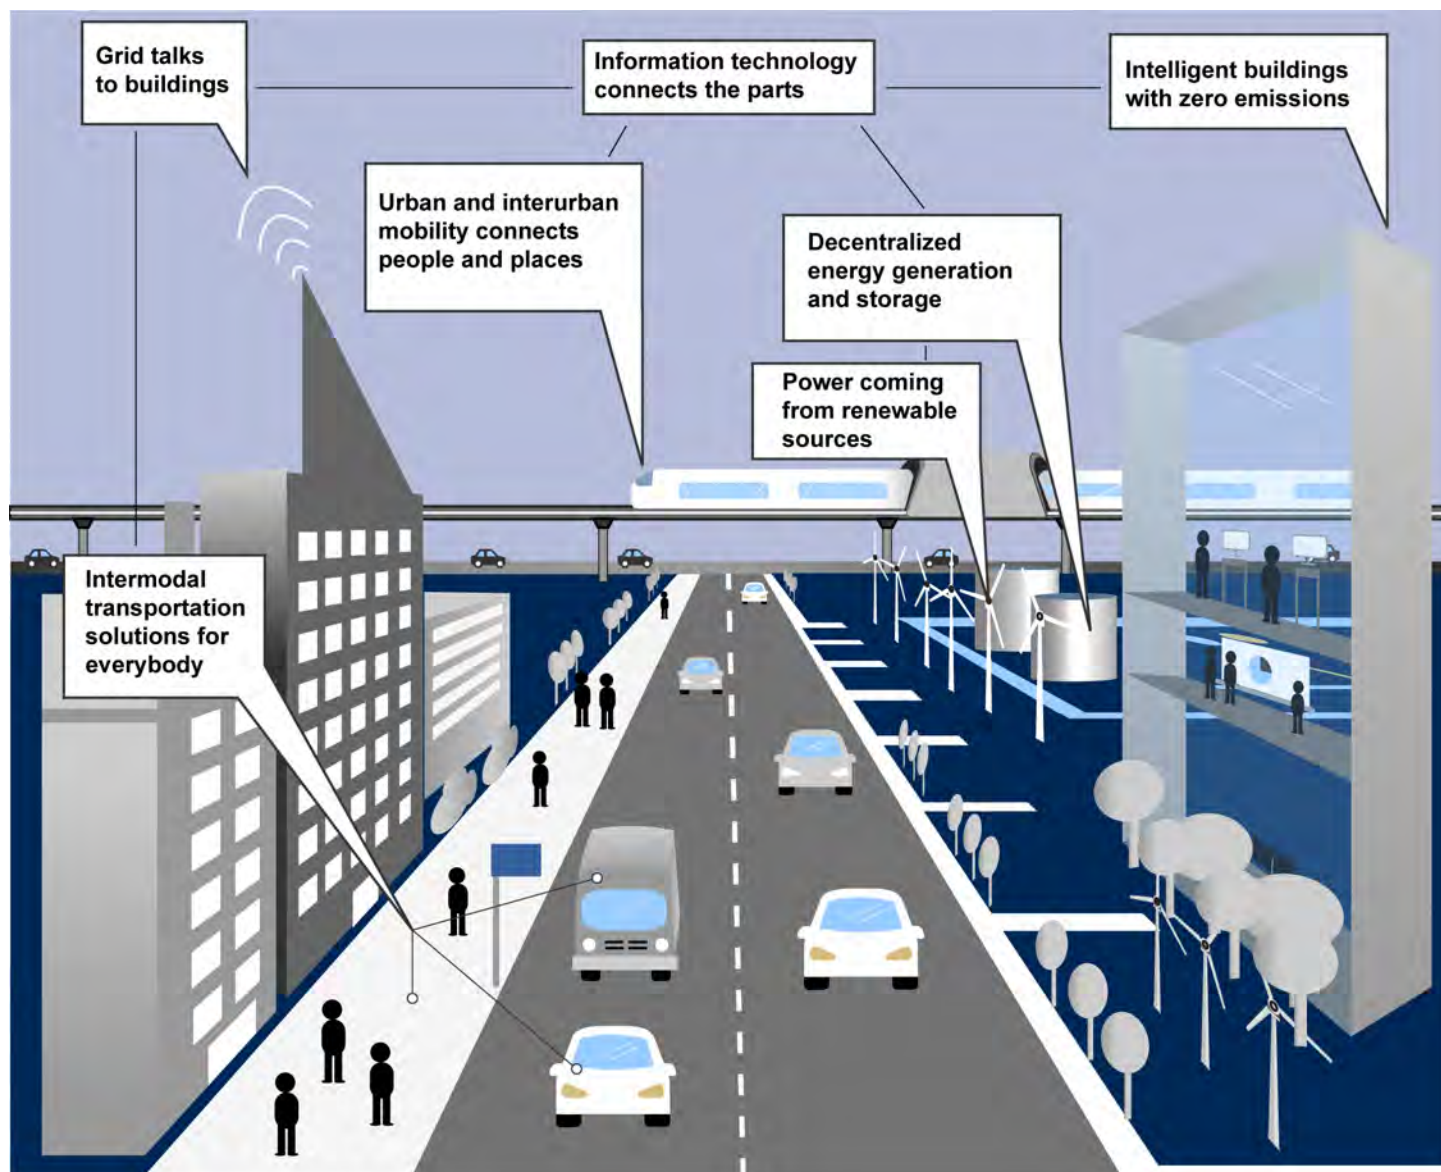 Grid talks
to buildings
Information technology
connects the parts
Intelligent buildings
with zero emissions
Urban and interurban
mobility connects
people and places
Decentralized
energy generation
and storage
Power coming
from renewable
sources
Intermodal
transportation
solutions for
everybody